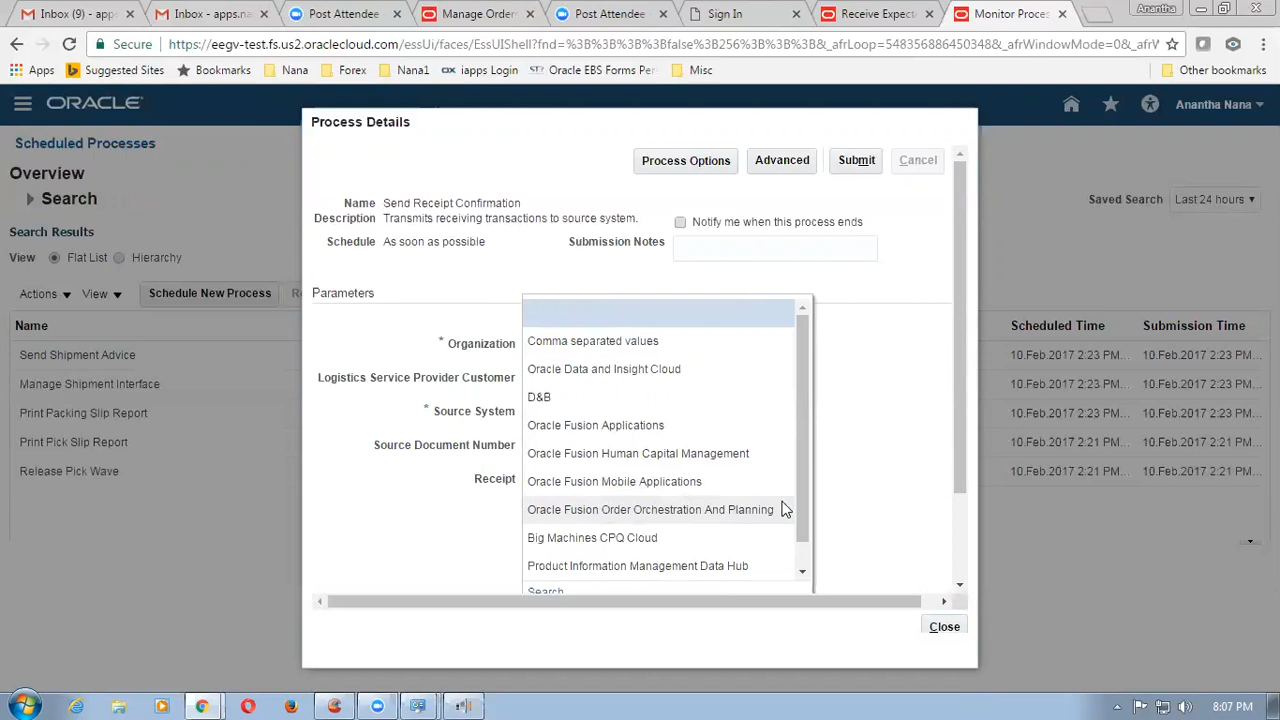 Inbox (9) - apps
Inbox - apps.na
Post Attendee
Manage Order
Post Attendee
Sign In
Receive Expect
Monitor Proces
Anantha
Secure
https://eegv-test.fs.us2.oraclecloud.com/essUi/faces/EssUIShell?fnd=%3B%3B%3B%3Bfalse%3B256%3B%3B%3B&_afrLoop=548356886450348&_afrWindowMode=0&_afrW
Apps
Suggested Sites
Bookmarks
Nana
Forex
Nana1
iapps Login
Oracle EBS Forms Per
Misc
Other bookmarks
ORACLE
Anantha Nana
Scheduled Processes
Overview
Search
Saved Search
Last 24 hours
Search Results
View
Flat List
Hierarchy
Actions
View
Schedule New Process
Name
Scheduled Time
Submission Time
Send Shipment Advice
10.Feb.2017 2:23 PM...
10.Feb.2017 2:23 PM...
Manage Shipment Interface
10.Feb.2017 2:23 PM...
10.Feb.2017 2:23 PM...
Print Packing Slip Report
10.Feb.2017 2:21 PM...
10.Feb.2017 2:21 PM...
Print Pick Slip Report
10.Feb.2017 2:21 PM...
10.Feb.2017 2:21 PM...
Release Pick Wave
10.Feb.2017 2:21 PM...
10.Feb.2017 2:21 PM...
Process Details
Process Options
Advanced
Submit
Cancel
Name
Send Receipt Confirmation
Description
Transmits receiving transactions to source system.
Notify me when this process ends
Schedule
As soon as possible
Submission Notes
Parameters
* Organization
Logistics Service Provider Customer
* Source System
Source Document Number
Receipt
Comma separated values
Oracle Data and Insight Cloud
D&B
Oracle Fusion Applications
Oracle Fusion Human Capital Management
Oracle Fusion Mobile Applications
Oracle Fusion Order Orchestration And Planning
Big Machines CPQ Cloud
Product Information Management Data Hub
Search
Close
8:07 PM